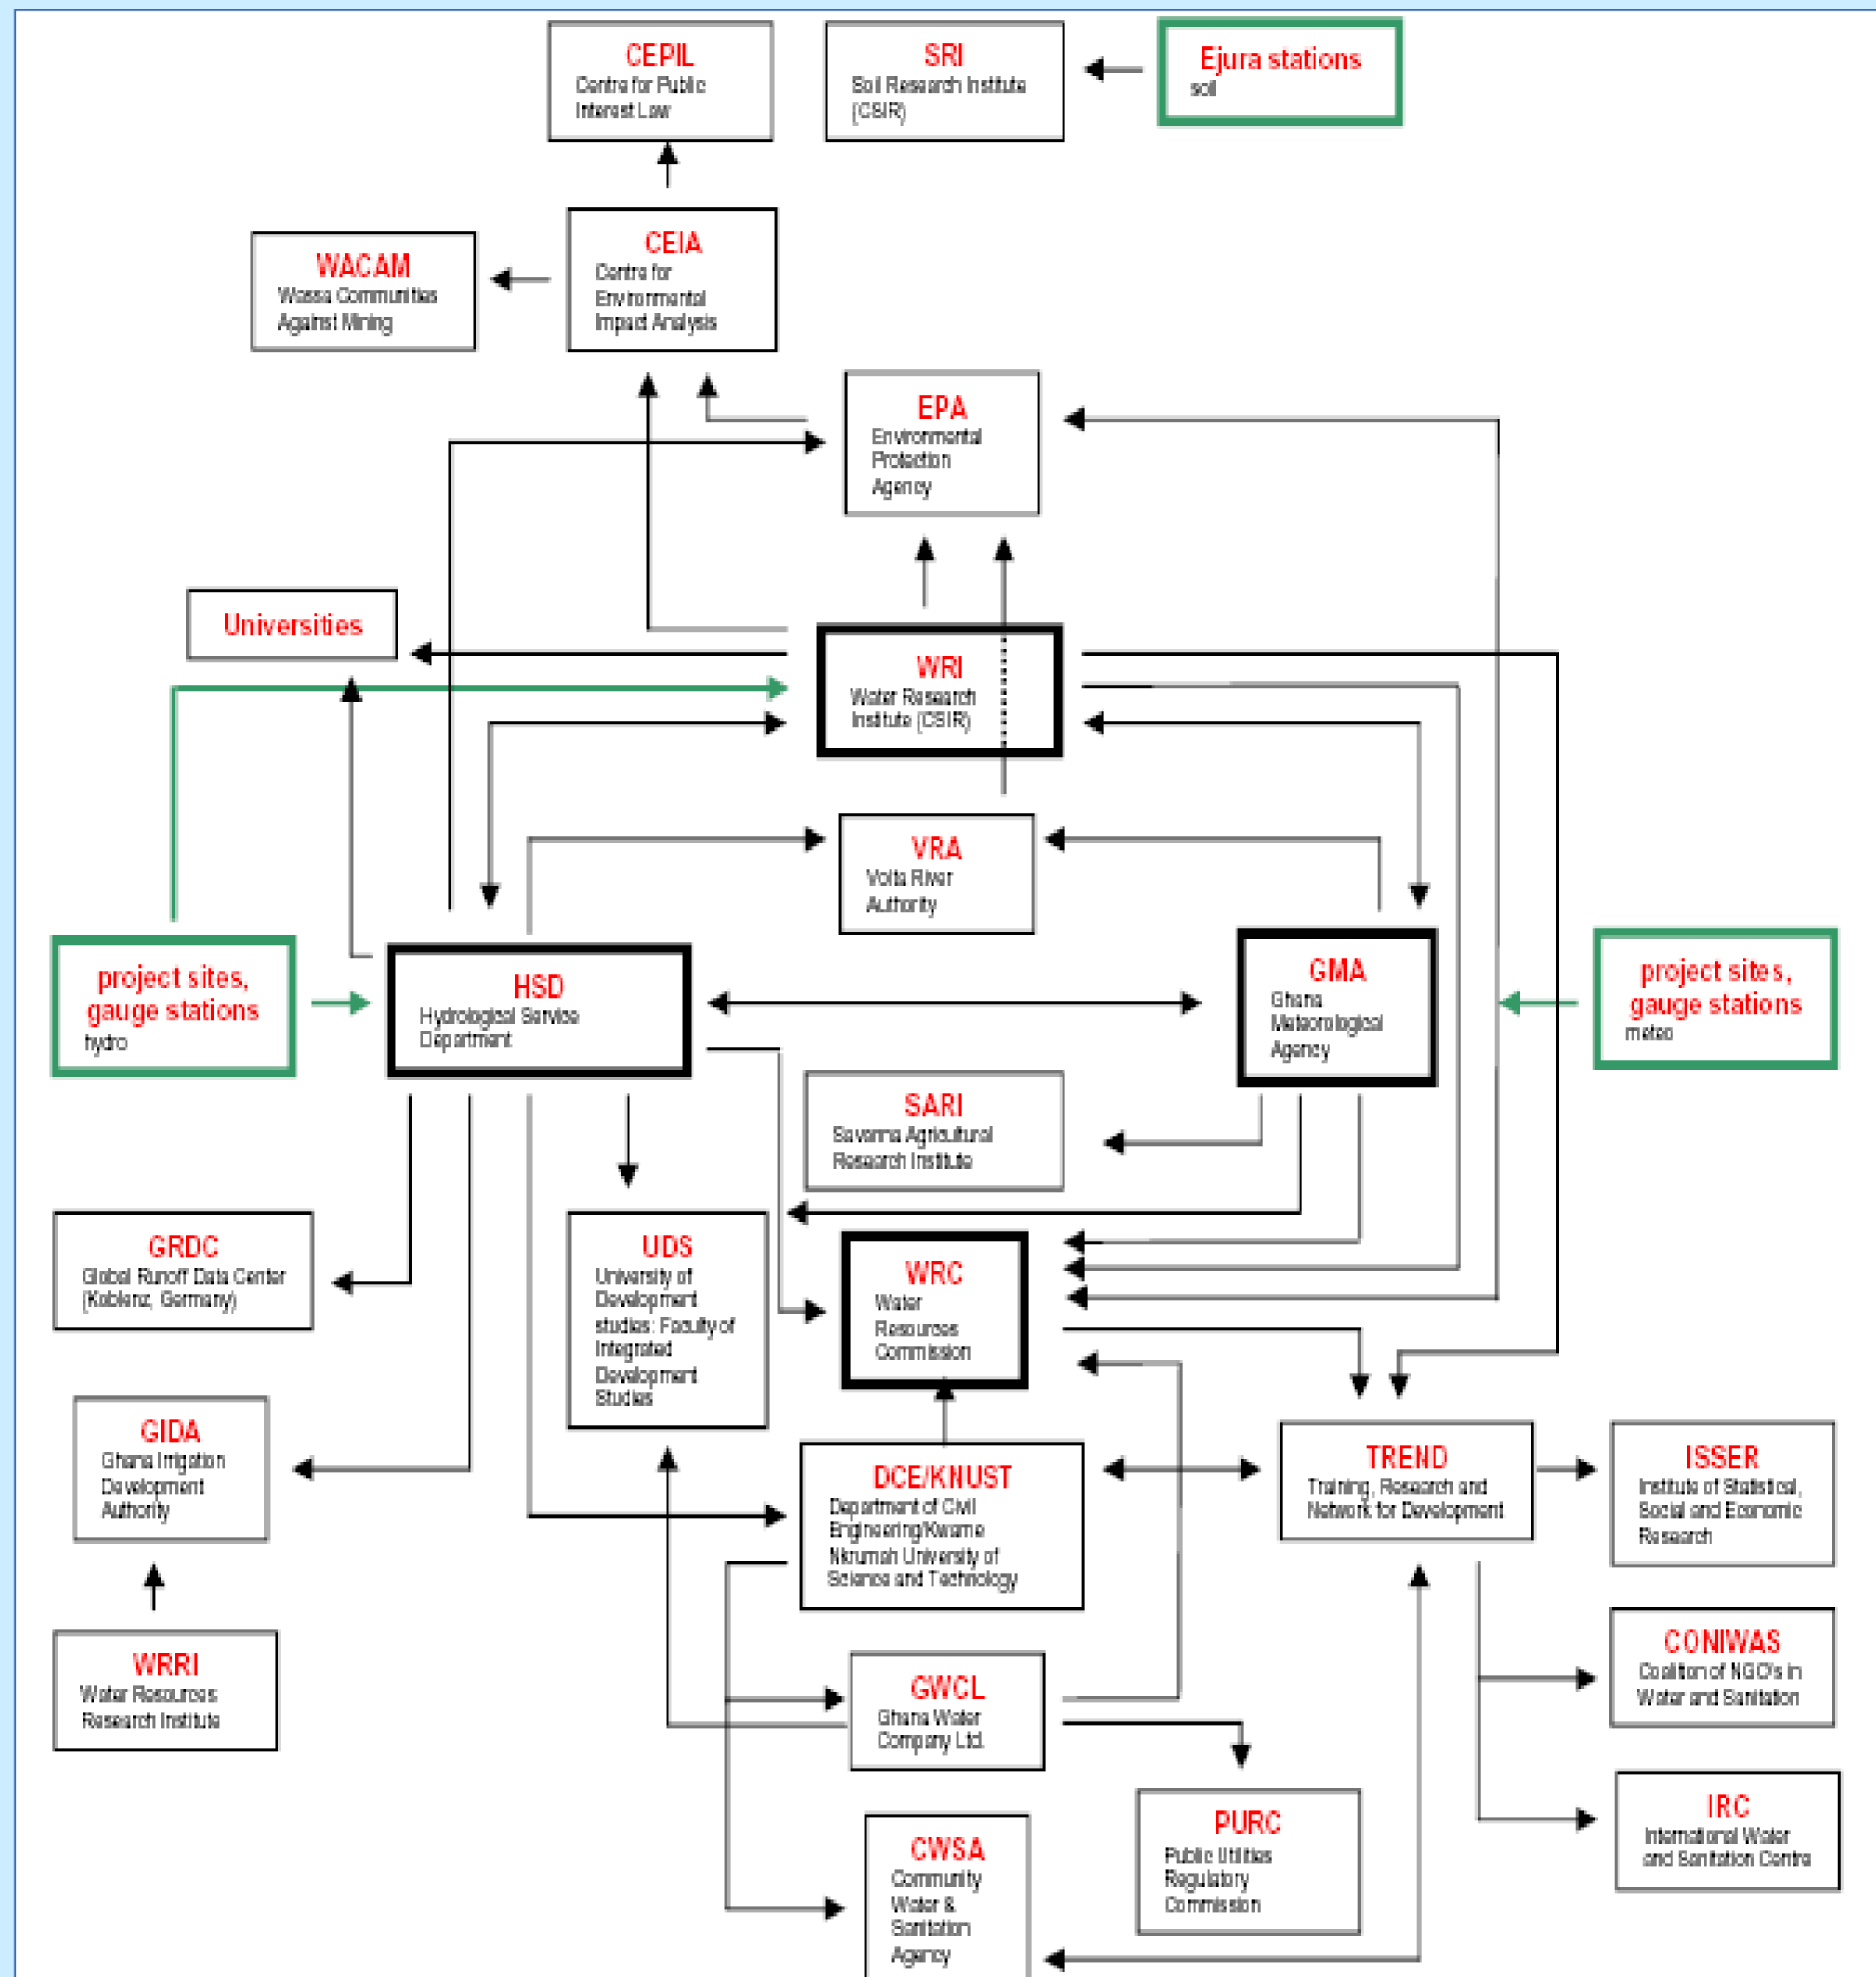 CEPIL
Centre for Public
Interest Law
SRI
Soil Research Institute
(CSIR)
Ejura stations
soil
WACAM
Wassa Communities
Against Mining
CEIA
Centre for
Environmental
Impact Analysis
EPA
Environmental
Protection
Agency
Universities
WRI
Water Research
Institute (CSIR)
VRA
Volta River
Authority
project sites,
gauge stations
hydro
HSD
Hydrological Service
Department
GMA
Ghana
Meteorological
Agency
project sites,
gauge stations
meteo
SARI
Savanna Agricultural
Research Institute
GRDC
Global Runoff Data Center
(Koblenz, Germany)
UDS
University of
Development
studies: Faculty of
Integrated
Development
Studies
WRC
Water
Resources
Commission
GIDA
Ghana Irrigation
Development
Authority
DCE/KNUST
Department of Civil
Engineering/Kwame
Nkrumah University of
Science and Technology
TREND
Training, Research and
Network for Development
ISSER
Institute of Statistical,
Social and Economic
Research
WRRI
Water Resources
Research Institute
GWCL
Ghana Water
Company Ltd.
CONIWAS
Coalition of NGO's in
Water and Sanitation
CWSA
Community
Water &
Sanitation
Agency
PURC
Public Utilities
Regulatory
Commission
IRC
International Water
and Sanitation Centre